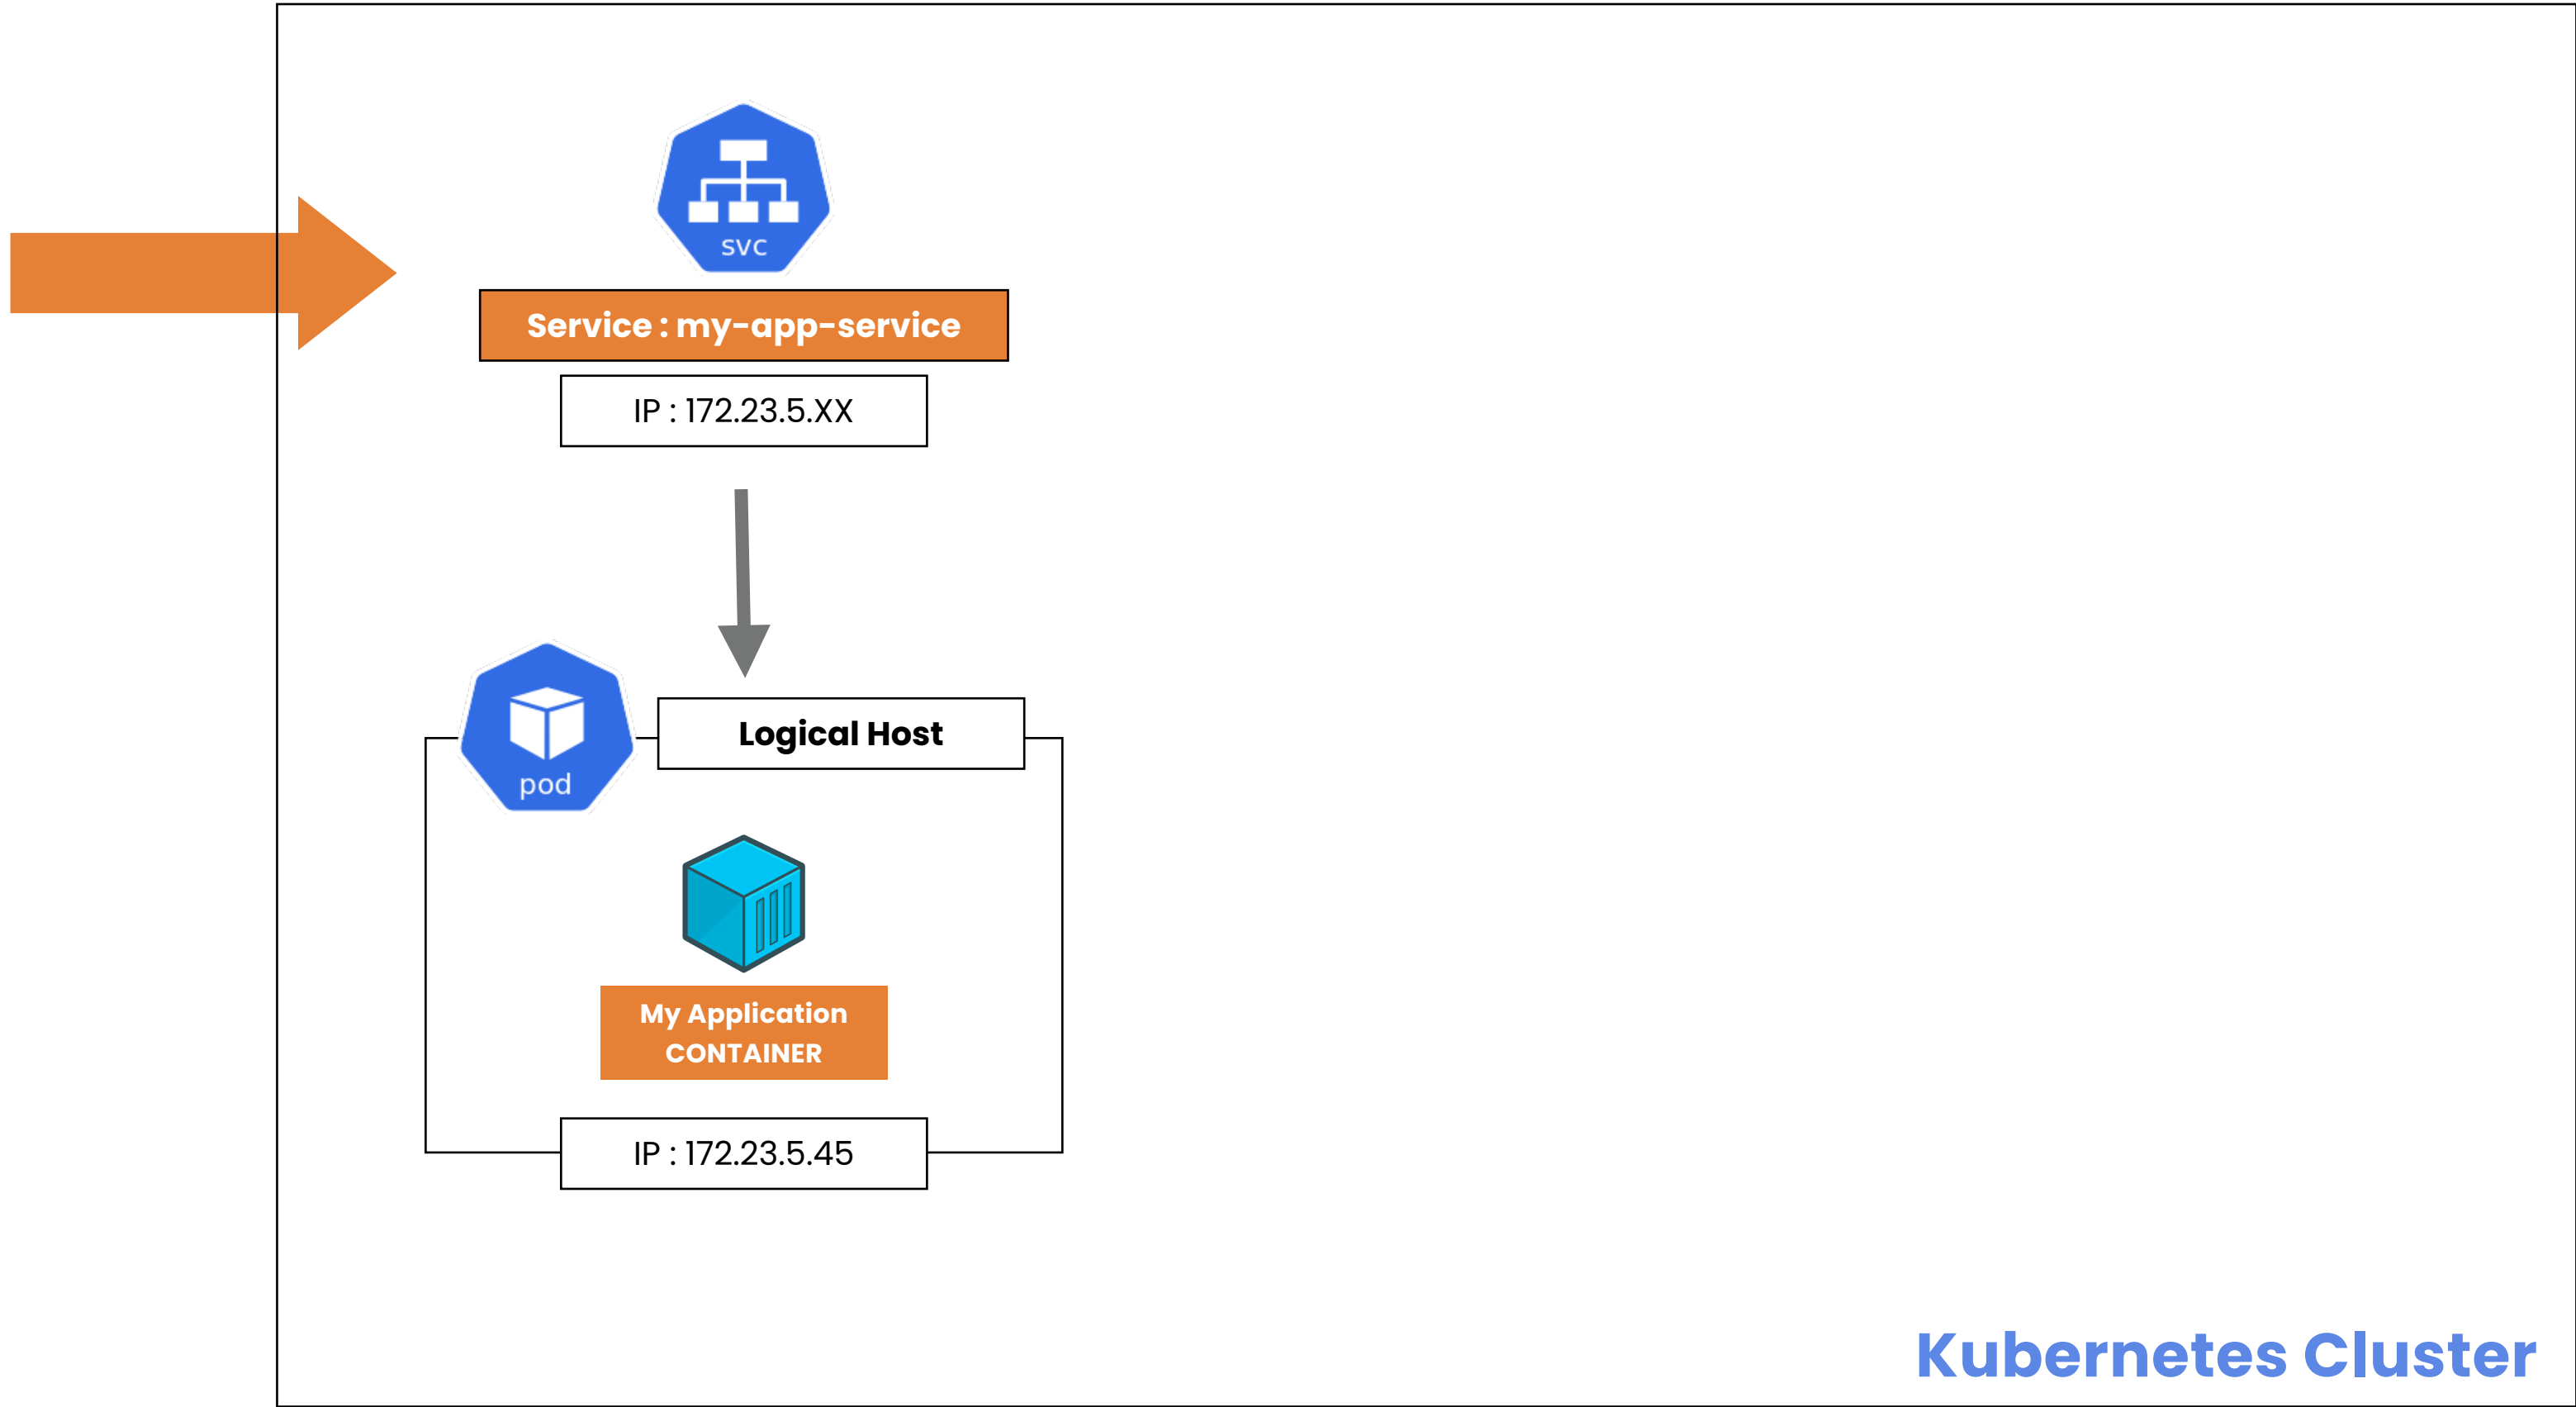 svc
Service : my-app-service
IP : 172.23.5.XX
pod
Logical Host
My Application
CONTAINER
IP : 172.23.5.45
Kubernetes Cluster